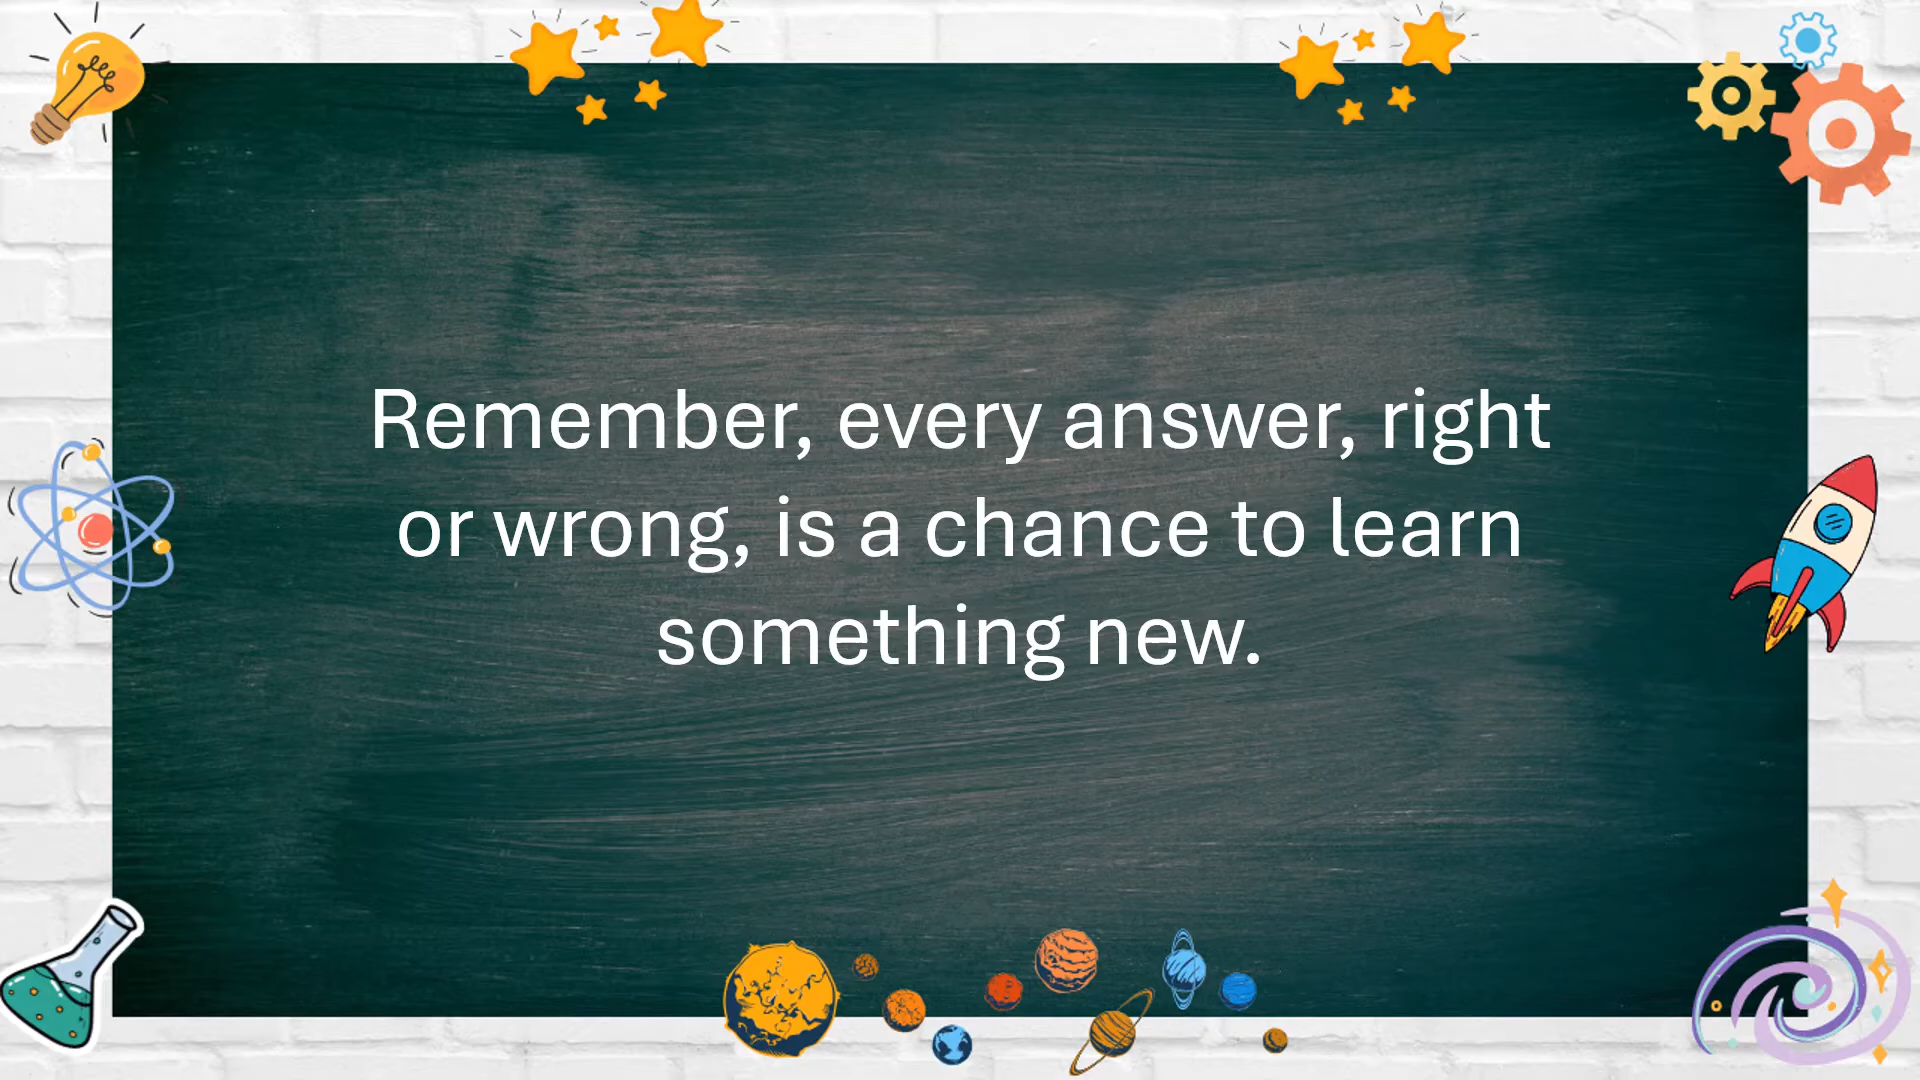 Remember, every answer, right
or wrong, is a chance to learn
something new.